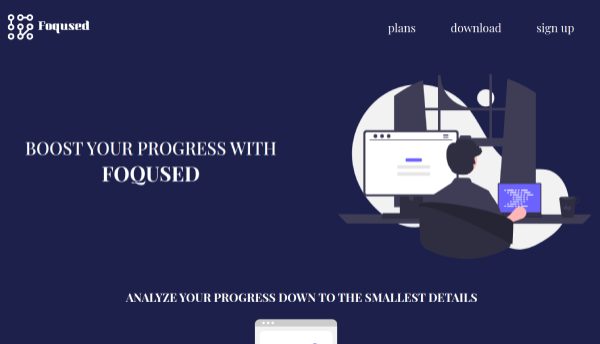 Foqused
plans
download
sign up
BOOST YOUR PROGRESS WITH
FOQUSED
ANALYZE YOUR PROGRESS DOWN TO THE SMALLEST DETAILS